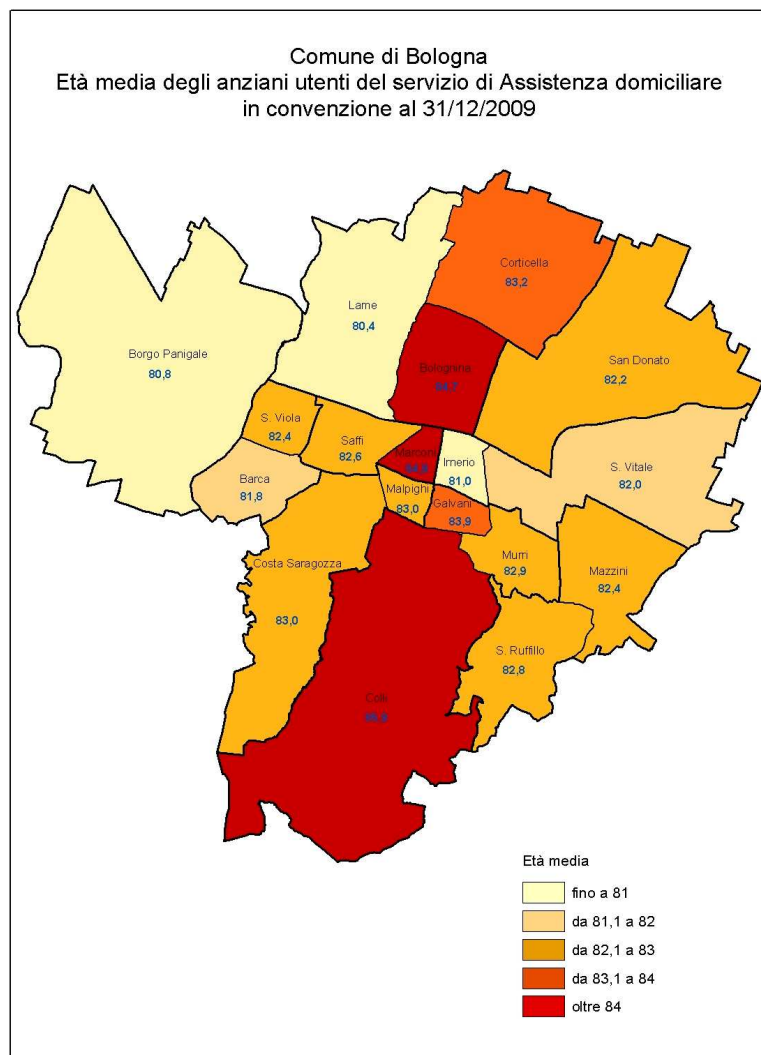 Comune di Bologna
Età media degli anziani utenti del servizio di Assistenza domiciliare
in convenzione al 31/12/2009
Corticella
83,2
Lame
80,4
Borgo Panigale
80,8
Bolognina
San Donato
82,2
S. Viola
82,4
Saffi
82,6
Marconi
Irnerio
81,0
S. Vitale
82,0
Barca
81,8
Malpighi
83,0
Galvani
83,9
Costa Saragozza
83,0
Murri
82,9
Mazzini
82,4
S. Ruffillo
82,8
Colli
Età media
fino a 81
da 81,1 a 82
da 82,1 a 83
da 83,1 a 84
oltre 84